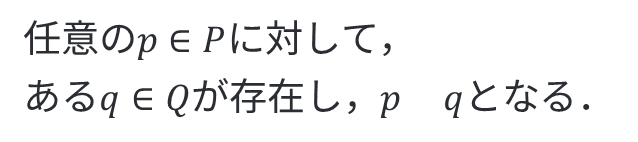 任意のp ∈ Pに対して，
あるq ∈ Qが存在し，p　qとなる．